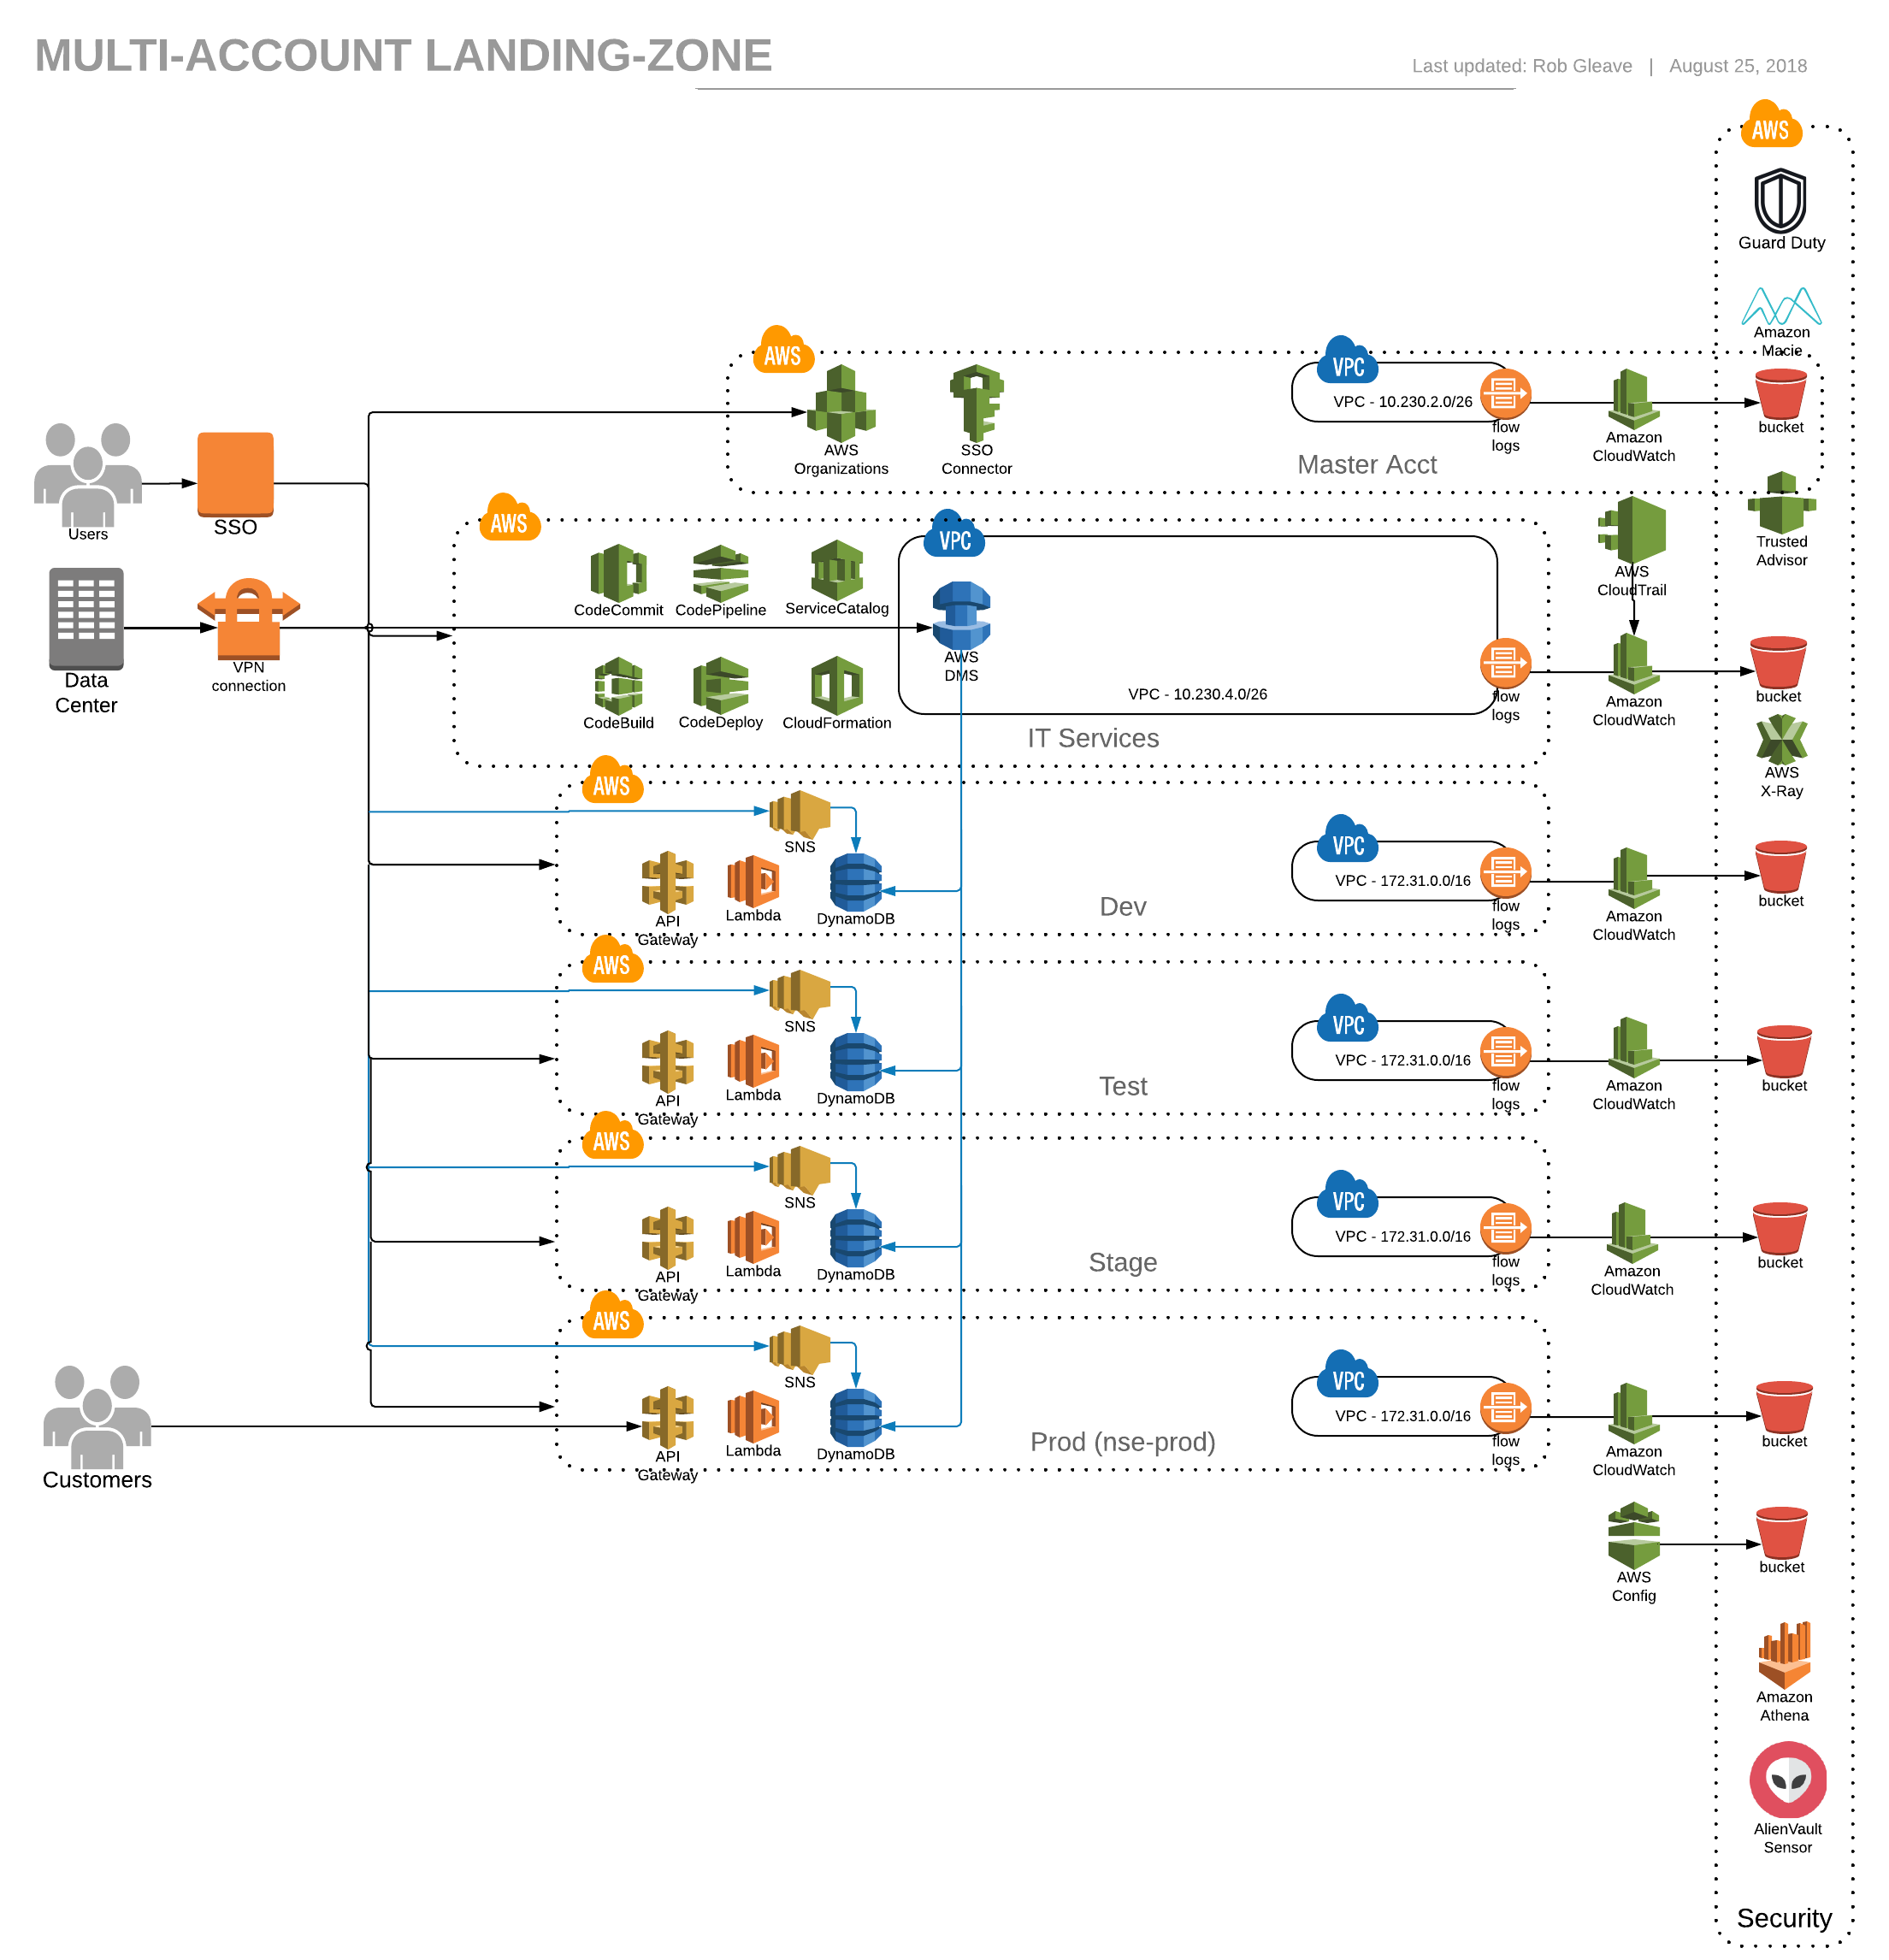 MULTI-ACCOUNT LANDING-ZONE
Last updated: Rob Gleave | August 25, 2018
AWS
Guard Duty
Amazon
Macie
AWS
VPC
VPC - 10.230.2.0/26
flow
logs
Amazon
CloudWatch
bucket
AWS
Organizations
SSO
Connector
Master Acct
Users
SSO
AWS
VPC
AWS
CloudTrail
Trusted
Advisor
CodeCommit
CodePipeline
ServiceCatalog
Data
Center
VPN
connection
AWS
DMS
CodeBuild
CodeDeploy
CloudFormation
VPC - 10.230.4.0/26
flow
logs
Amazon
CloudWatch
bucket
IT Services
AWS
X-Ray
AWS
SNS
API
Gateway
Lambda
DynamoDB
Dev
VPC
VPC - 172.31.0.0/16
flow
logs
Amazon
CloudWatch
bucket
AWS
SNS
API
Gateway
Lambda
DynamoDB
Test
VPC
VPC - 172.31.0.0/16
flow
logs
Amazon
CloudWatch
bucket
AWS
SNS
API
Gateway
Lambda
DynamoDB
Stage
VPC
VPC - 172.31.0.0/16
flow
logs
Amazon
CloudWatch
bucket
AWS
SNS
Customers
API
Gateway
Lambda
DynamoDB
Prod (nse-prod)
VPC
VPC - 172.31.0.0/16
flow
logs
Amazon
CloudWatch
bucket
AWS
Config
bucket
Amazon
Athena
AlienVault
Sensor
Security